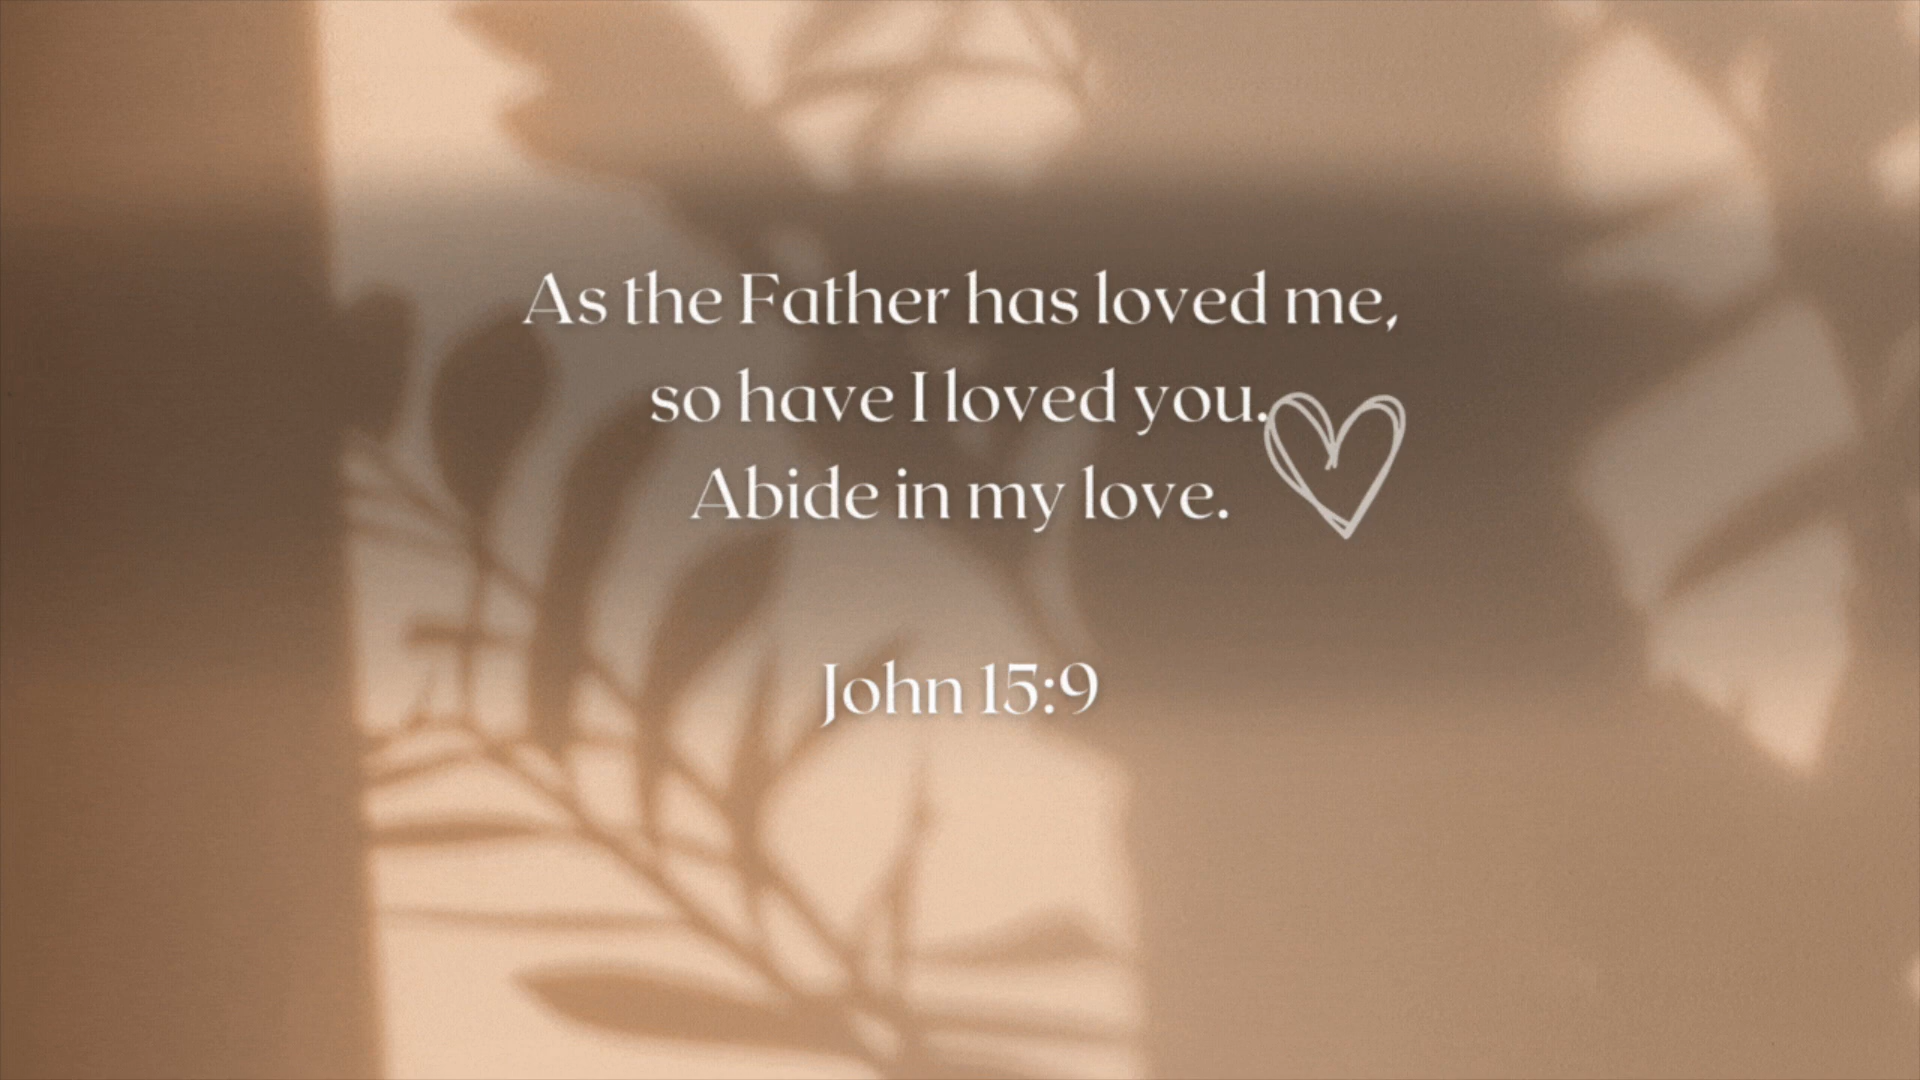 As the Father has loved me,
so have I loved you.
Abide in my love.
John 15:9